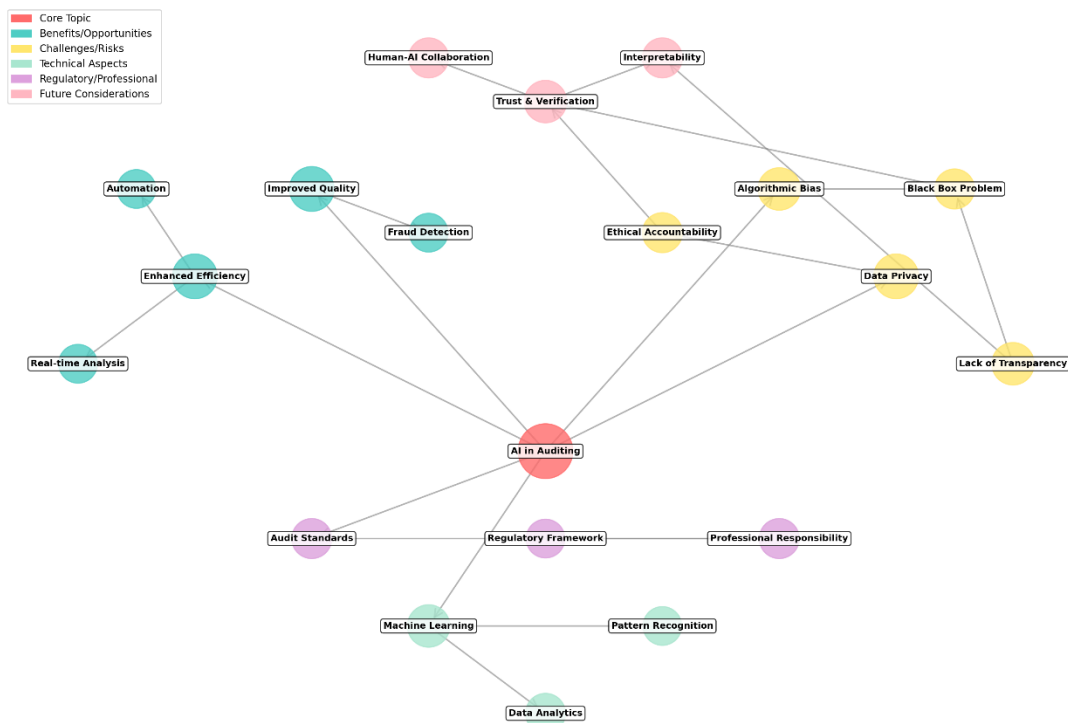 Core Topic
Benefits/Opportunities
Challenges/Risks
Technical Aspects
Regulatory/Professional
Future Considerations
Human-AI Collaboration
Interpretability
Trust & Verification
Automation
Improved Quality
Algorithmic Bias
Black Box Problem
Fraud Detection
Ethical Accountability
Enhanced Efficiency
Data Privacy
Real-time Analysis
Lack of Transparency
AI in Auditing
Audit Standards
Regulatory Framework
Professional Responsibility
Machine Learning
Pattern Recognition
Data Analytics